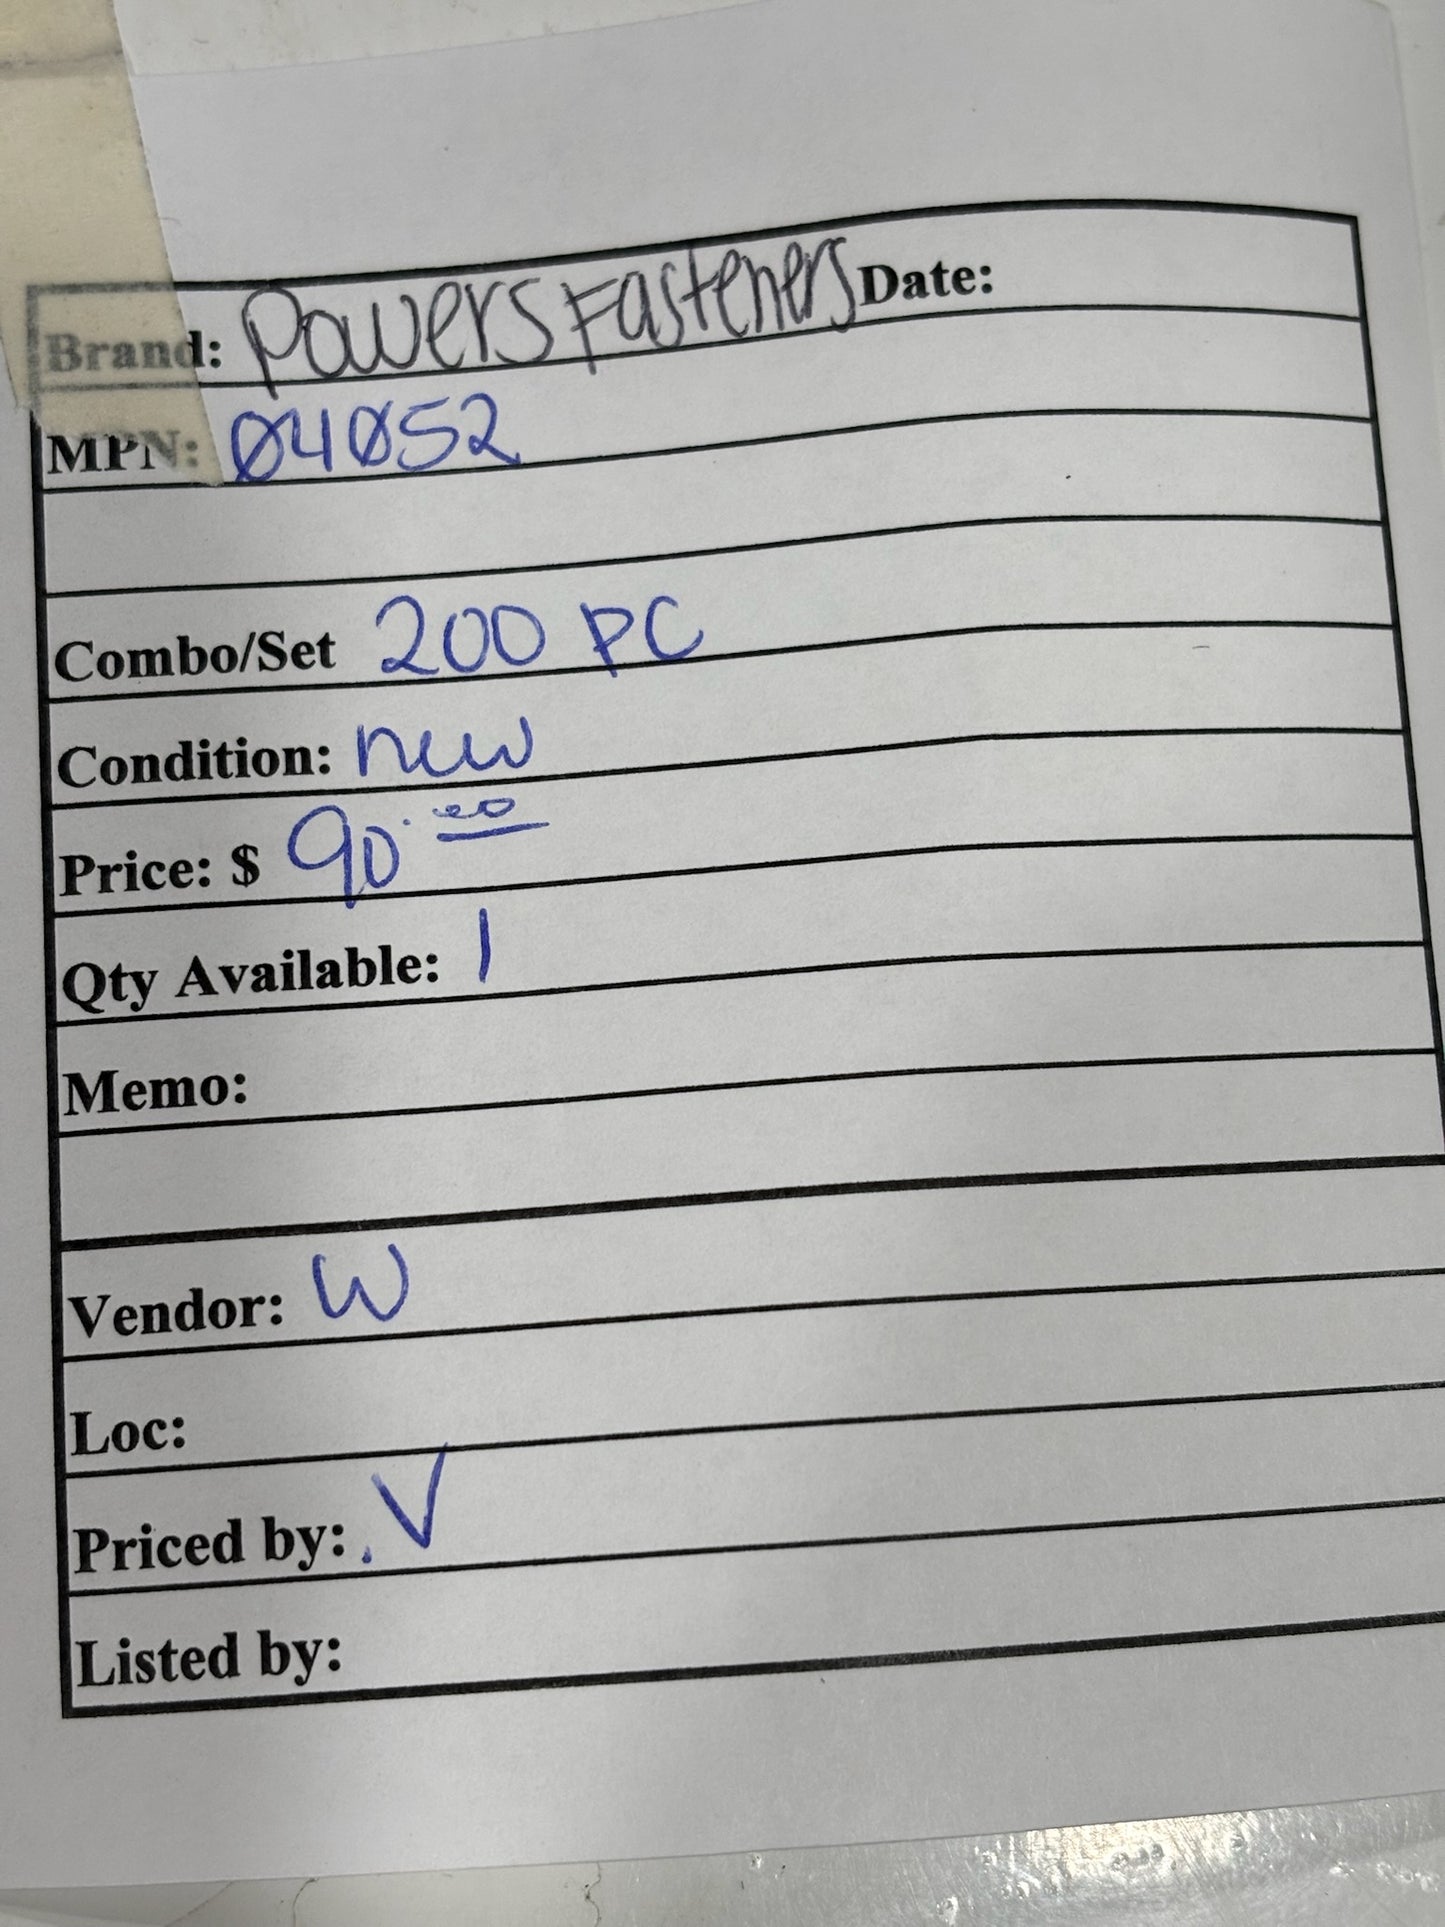 Brand: Powers Fasteners Date:
MPN: 04052
Combo/Set 200 PC
Condition: new
Price: $ 90.00
Qty Available: 1
Memo:
Vendor: W
Loc:
Priced by: . V
Listed by: